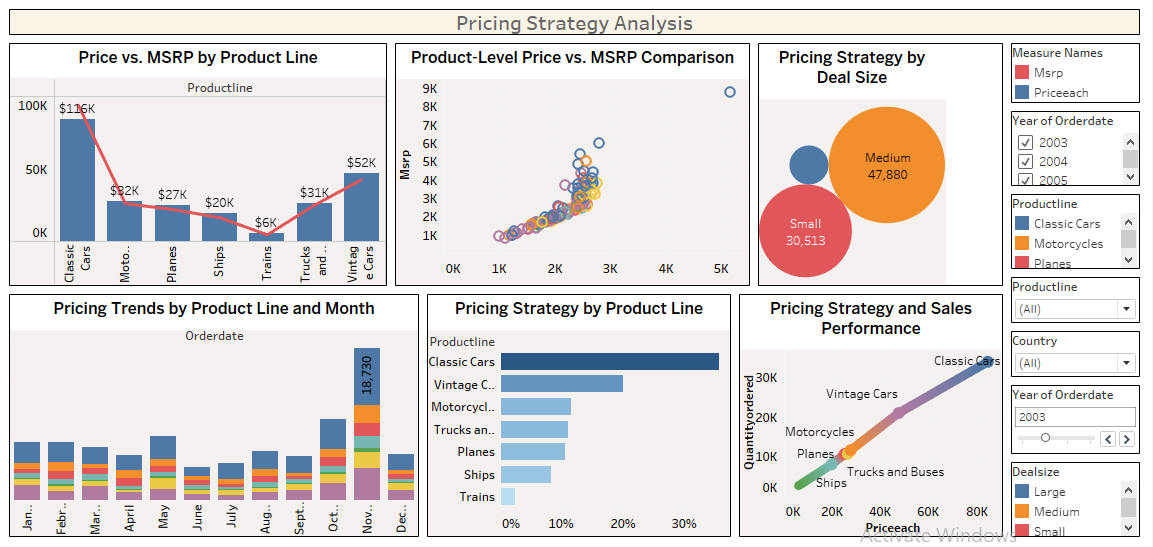 Pricing Strategy Analysis
Price vs. MSRP by Product Line
Productline
100K
50K
0K
$115K
$32K
$27K
$20K
$6K
$31K
$52K
Classic
Cars
Moto..
Planes
Ships
Trains
Trucks
and ..
Vintag
e Cars
Product-Level Price vs. MSRP Comparison
Msrp
9K
8K
7K
6K
5K
4K
3K
2K
1K
0K
1K
2K
3K
4K
5K
Pricing Strategy by
Deal Size
Medium
47,880
Small
30,513
Measure Names
Msrp
Priceeach
Year of Orderdate
2003
2004
2005
Productline
Classic Cars
Motorcycles
Planes
Productline
(All)
Country
(All)
Year of Orderdate
2003
Dealsize
Large
Medium
Small
Pricing Trends by Product Line and Month
Orderdate
18,730
Jan..
Febr..
Mar..
April
May
June
July
Aug..
Sept..
Oct..
Nov..
Dec..
Pricing Strategy by Product Line
Productline
Classic Cars
Vintage C..
Motorcycl..
Trucks an..
Planes
Ships
Trains
0%
10%
20%
30%
Pricing Strategy and Sales
Performance
Quantityordered
30K
20K
10K
0K
Classic Cars
Vintage Cars
Motorcycles
Planes
Trucks and Buses
Ships
0K
20K
40K
60K
80K
Priceeach
Activate Windows